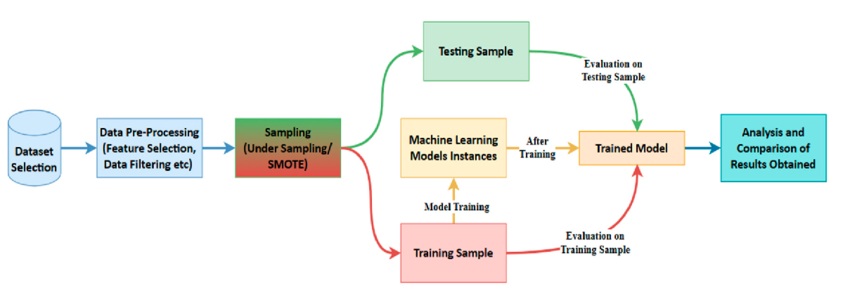 Dataset
Selection
Data Pre-Processing
(Feature Selection,
Data Filtering etc)
Sampling
(Under Sampling/
SMOTE)
Testing Sample
Evaluation on
Testing Sample
Machine Learning
Models Instances
After
Training
Trained Model
Analysis and
Comparison of
Results Obtained
Model Training
Training Sample
Evaluation on
Training Sample